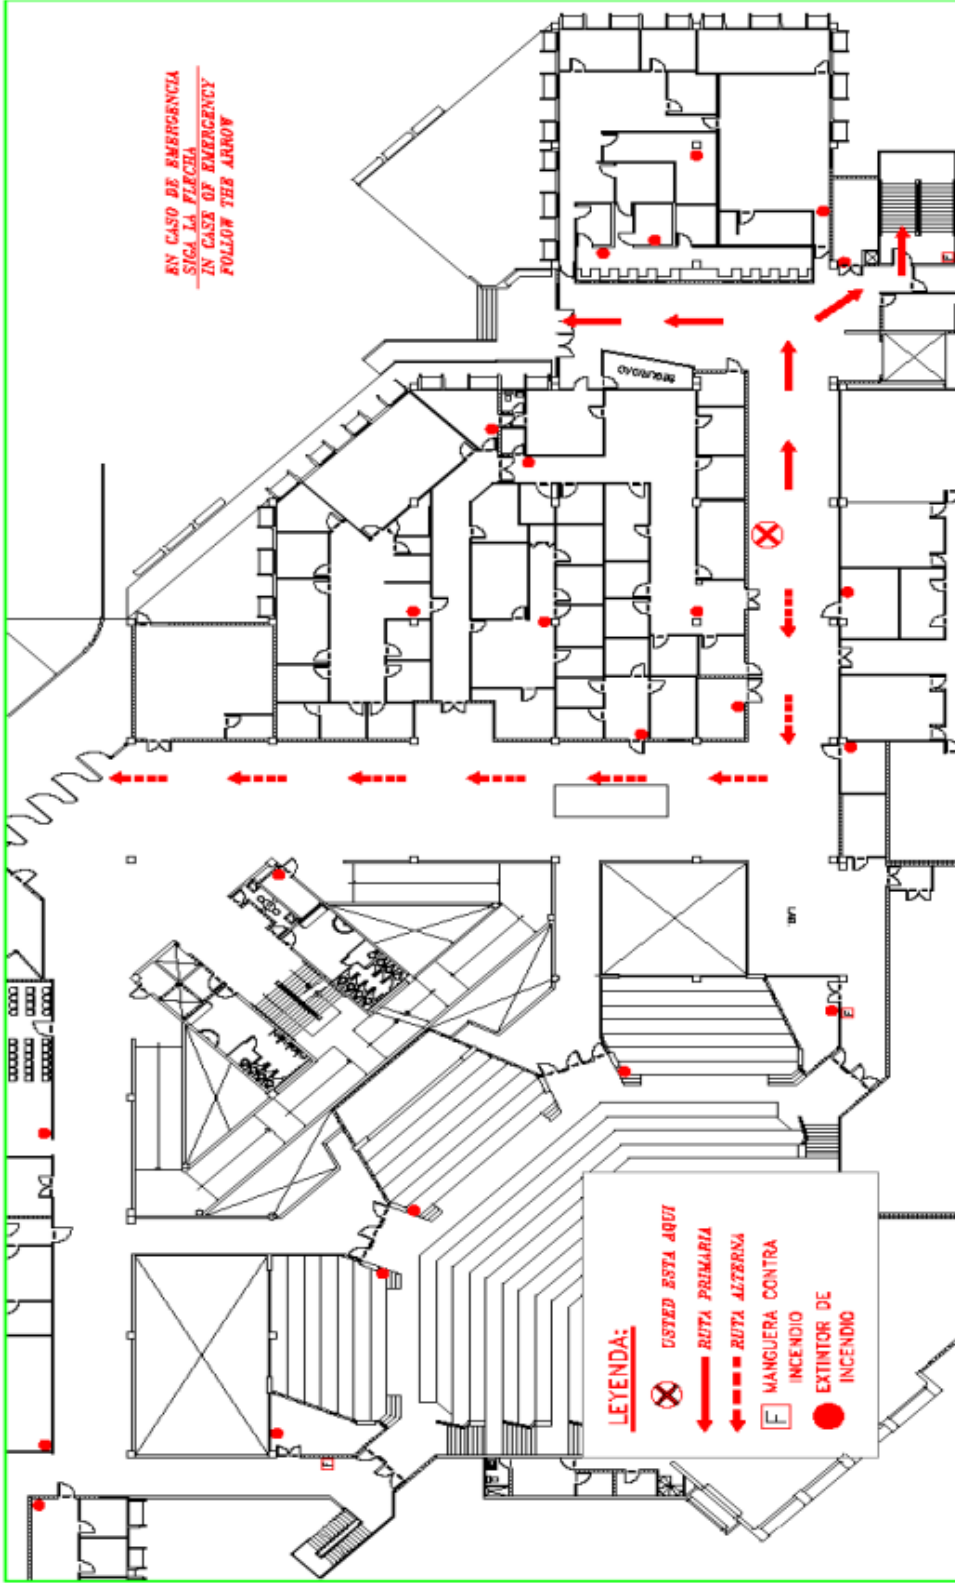 EN CASO DE EMERGENCIA
SIGA LA FLECHA
IN CASE OF EMERGENCY
FOLLOW THE ARROW
SEGURIDAD
LAB.
LEYENDA:
USTED ESTA AQUI
RUTA PRIMARIA
RUTA ALTERNA
F MANGUERA CONTRA
INCENDIO
EXTINTOR DE
INCENDIO
F
F
F